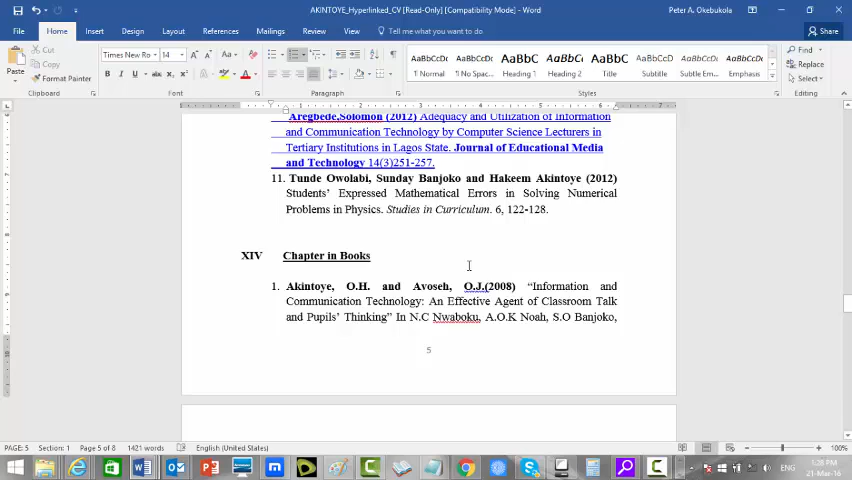 AKINTOYE_Hyperlinked_CV [Read-Only] [Compatibility Mode] - Word
Peter A. Okebukola
File Home Insert Design Layout References Mailings Review View Tell me what you want to do Share
Cut
Copy
Paste Format Painter
Clipboard
Times New Ro 14
Font
Paragraph
AaBbCcDc AaBbCcDc AaBbC AaBbCc AaBbC AaBbCcD AaBbCcDc AaBbCcDc
¶ Normal ¶ No Spac... Heading 1 Heading 2 Title Subtitle Subtle Em... Emphasis
Styles
Find
Replace
Select
Editing
Aregbede,Solomon (2012) Adequacy and Utilization of Information
and Communication Technology by Computer Science Lecturers in
Tertiary Institutions in Lagos State. Journal of Educational Media
and Technology 14(3)251-257.
11. Tunde Owolabi, Sunday Banjoko and Hakeem Akintoye (2012)
Students’ Expressed Mathematical Errors in Solving Numerical
Problems in Physics. Studies in Curriculum. 6, 122-128.
XIV Chapter in Books
1. Akintoye, O.H. and Avoseh, O.J.(2008) “Information and
Communication Technology: An Effective Agent of Classroom Talk
and Pupils’ Thinking” In N.C Nwaboku, A.O.K Noah, S.O Banjoko,
5
PAGE: 5 Section: 1 Page 5 of 8 1421 words English (United States) 100%
ENG
1:28 PM
21-Mar-16